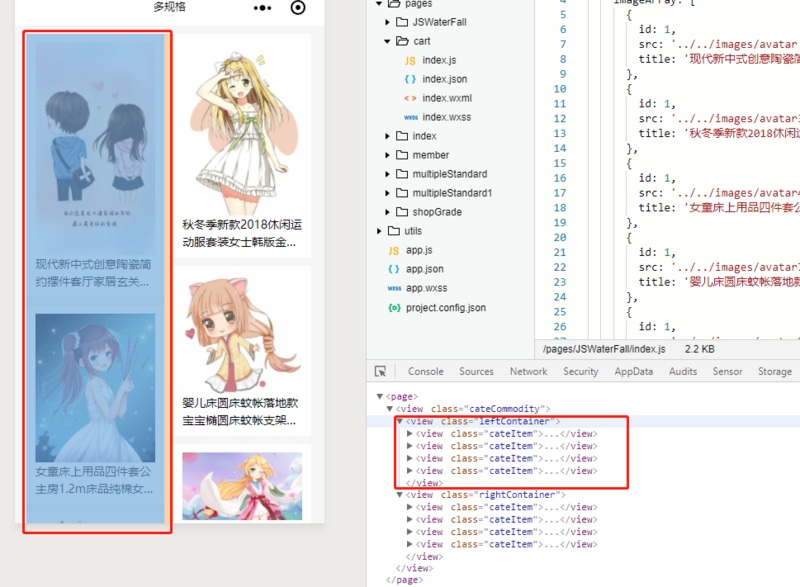 多规格
现代新中式创意陶瓷简
约摆件客厅家居玄关...
女童床上用品四件套公
主房1.2m床品纯棉女...
秋冬季新款2018休闲运
动服套装女士韩版金...
婴儿床圆床蚊帐落地款
宝宝椭圆床蚊帐支架...
pages
JSWaterFall
cart
JS index.js
{ } index.json
< > index.wxml
wxss index.wxss
index
member
multipleStandard
multipleStandard1
shopGrade
utils
JS app.js
{ } app.json
wxss app.wxss
{o} project.config.json
4 imageArray: [
5 {
6 id: 1,
7 src: '../../images/avatar
8 title: '现代新中式创意陶瓷简
9 },
10 {
11 id: 1,
12 src: '../../images/avatar3
13 title: '秋冬季新款2018休闲运
14 },
15 {
16 id: 1,
17 src: '../../images/avatar4
18 title: '女童床上用品四件套公
19 },
20 {
21 id: 1,
22 src: '../../images/avatar7
23 title: '婴儿床圆床蚊帐落地款
24 },
25 {
26 id: 1,
/pages/JSWaterFall/index.js 2.2 KB
Console Sources Network Security AppData Audits Sensor Storage
<page>
<view class="cateCommodity">
<view class="leftContainer">
<view class="cateItem">...</view>
<view class="cateItem">...</view>
<view class="cateItem">...</view>
<view class="cateItem">...</view>
</view>
<view class="rightContainer">
<view class="cateItem">...</view>
<view class="cateItem">...</view>
<view class="cateItem">...</view>
<view class="cateItem">...</view>
</view>
</view>
</page>